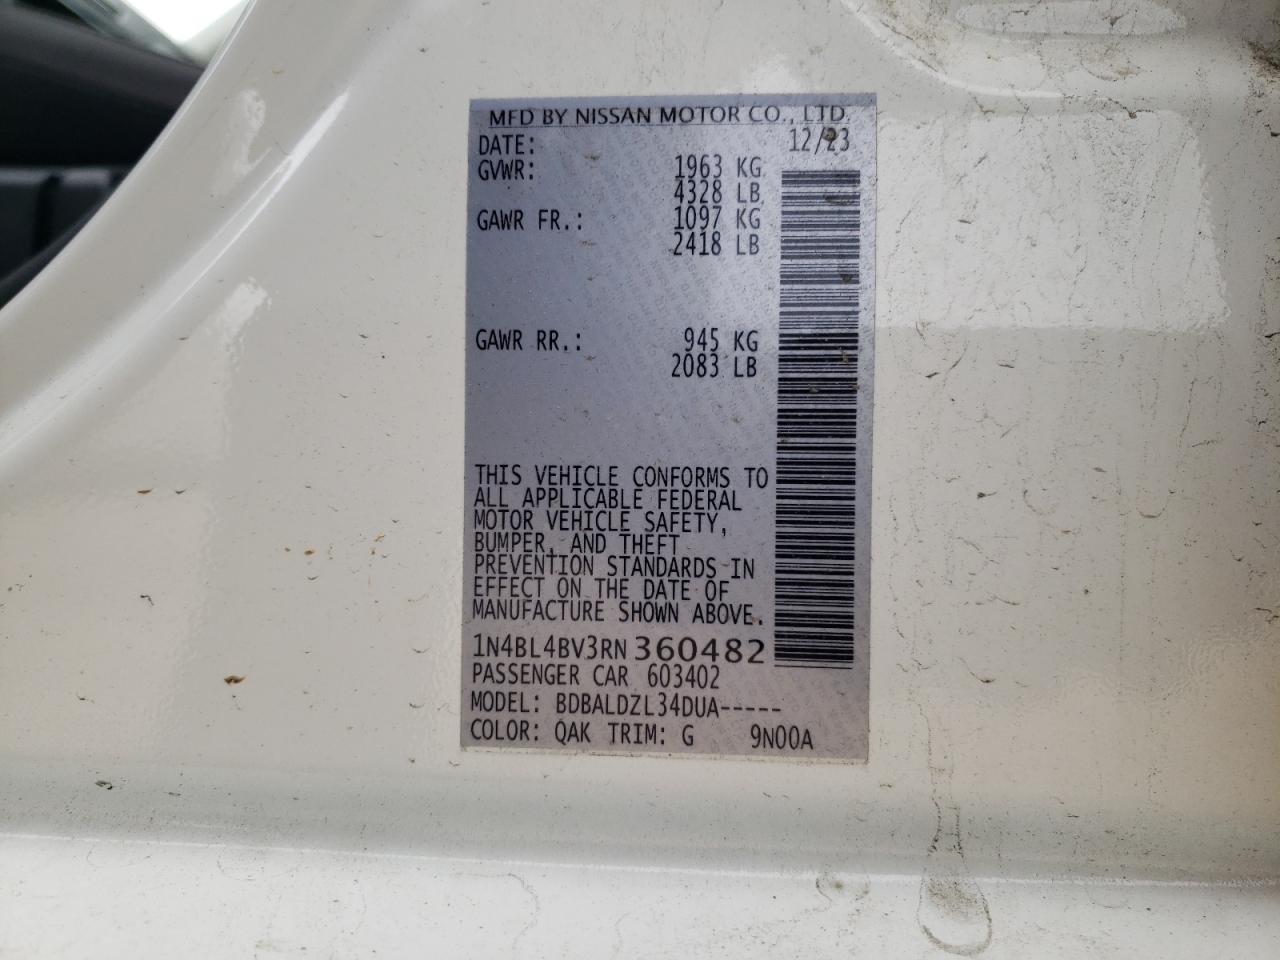 MFD BY NISSAN MOTOR CO., LTD.
DATE: 12/23
GVWR: 1963 KG
4328 LB
GAWR FR.: 1097 KG
2418 LB
GAWR RR.: 945 KG
2083 LB
THIS VEHICLE CONFORMS TO
ALL APPLICABLE FEDERAL
MOTOR VEHICLE SAFETY,
BUMPER, AND THEFT
PREVENTION STANDARDS IN
EFFECT ON THE DATE OF
MANUFACTURE SHOWN ABOVE.
1N4BL4BV3RN360482
PASSENGER CAR 603402
MODEL: BDBALDZL34DUA-----
COLOR: QAK TRIM: G 9N00A